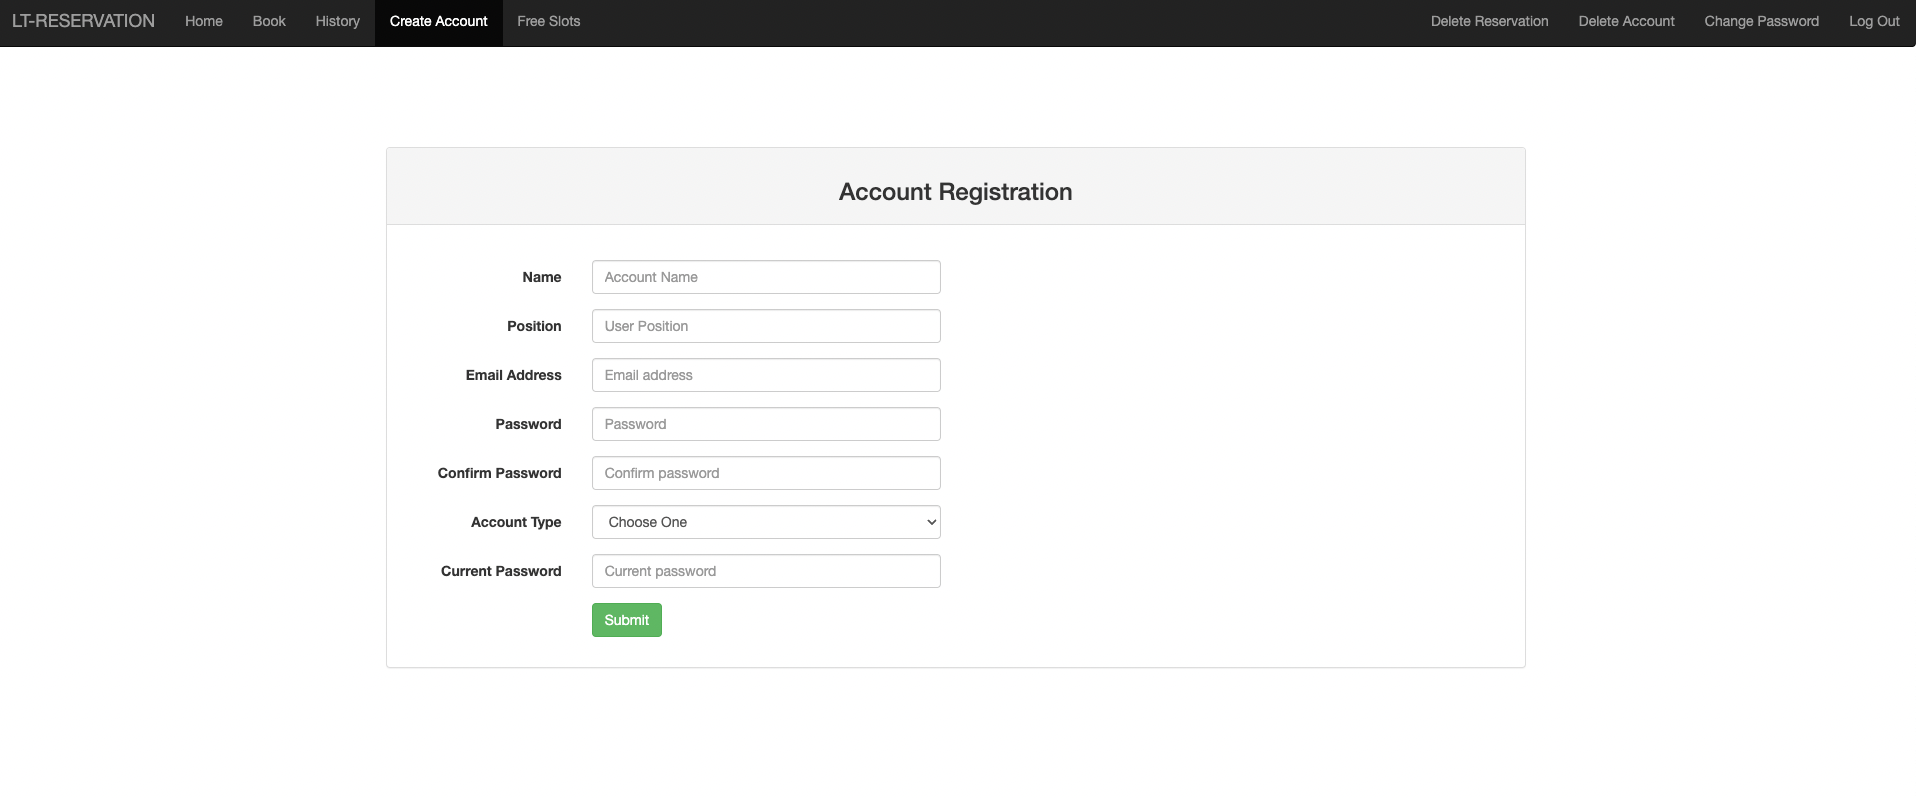 LT-RESERVATION Home Book History Create Account Free Slots Delete Reservation Delete Account Change Password Log Out
Account Registration
Name Account Name
Position User Position
Email Address Email address
Password Password
Confirm Password Confirm password
Account Type Choose One
Current Password Current password
Submit